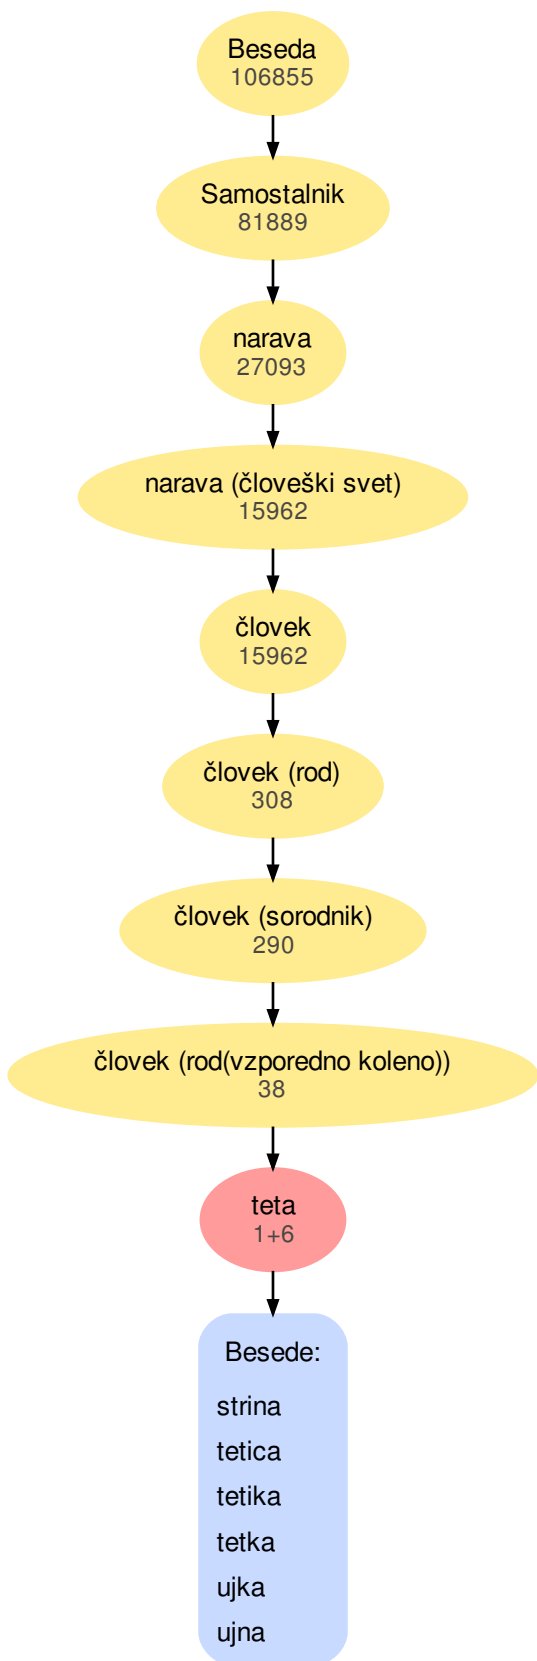 Beseda
106855
Samostalnik
81889
narava
27093
narava (človeški svet)
15962
človek
15962
človek (rod)
308
človek (sorodnik)
290
človek (rod(vzporedno koleno))
38
teta
1+6
Besede:
strina
tetica
tetika
tetka
ujka
ujna